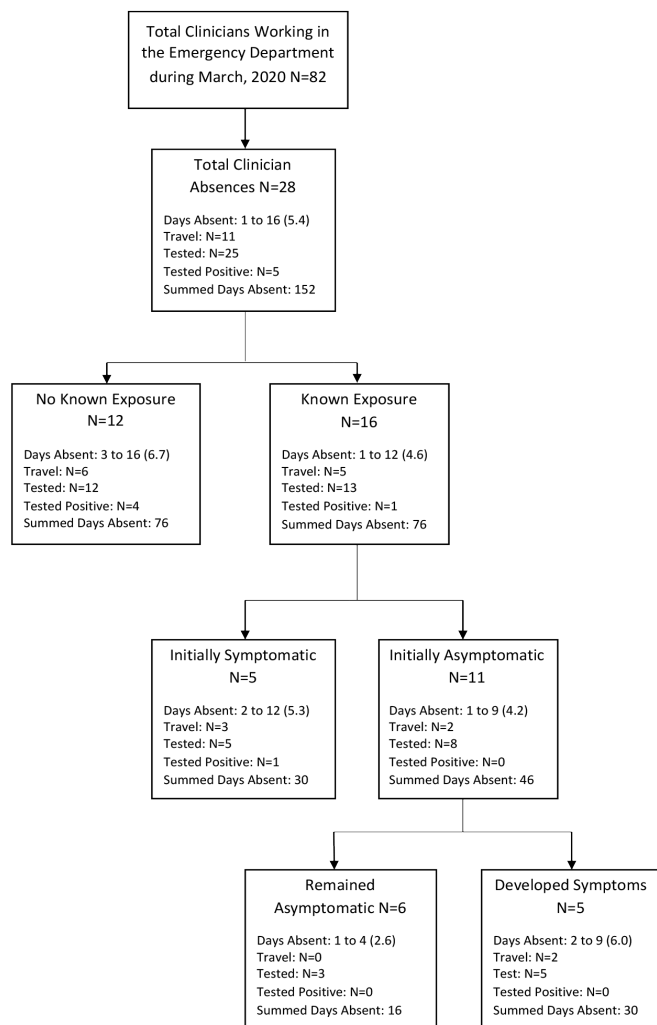 Total Clinicians Working in
the Emergency Department
during March, 2020 N=82
Total Clinician
Absences N=28
Days Absent: 1 to 16 (5.4)
Travel: N=11
Tested: N=25
Tested Positive: N=5
Summed Days Absent: 152
No Known Exposure
N=12
Days Absent: 3 to 16 (6.7)
Travel: N=6
Tested: N=12
Tested Positive: N=4
Summed Days Absent: 76
Known Exposure
N=16
Days Absent: 1 to 12 (4.6)
Travel: N=5
Tested: N=13
Tested Positive: N=1
Summed Days Absent: 76
Initially Symptomatic
N=5
Days Absent: 2 to 12 (5.3)
Travel: N=3
Tested: N=5
Tested Positive: N=1
Summed Days Absent: 30
Initially Asymptomatic
N=11
Days Absent: 1 to 9 (4.2)
Travel: N=2
Tested: N=8
Tested Positive: N=0
Summed Days Absent: 46
Remained
Asymptomatic N=6
Days Absent: 1 to 4 (2.6)
Travel: N=0
Tested: N=3
Tested Positive: N=0
Summed Days Absent: 16
Developed Symptoms
N=5
Days Absent: 2 to 9 (6.0)
Travel: N=2
Test: N=5
Tested Positive: N=0
Summed Days Absent: 30